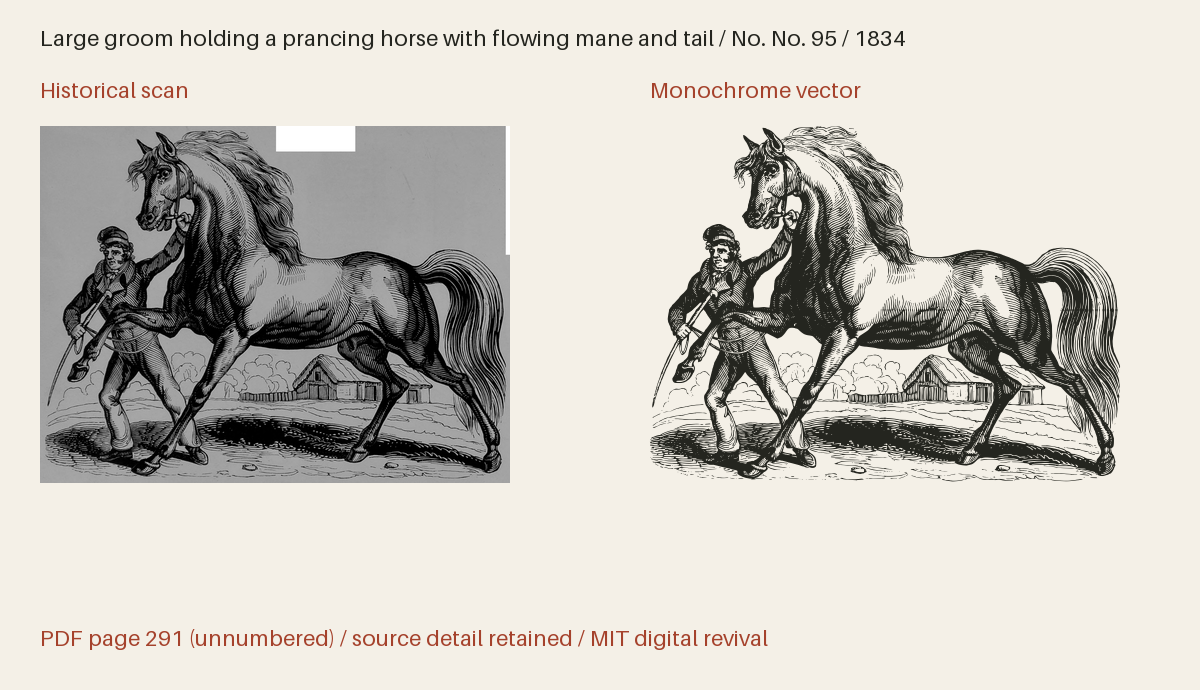 Large groom holding a prancing horse with flowing mane and tail / No. No. 95 / 1834
Historical scan
Monochrome vector
PDF page 291 (unnumbered) / source detail retained / MIT digital revival